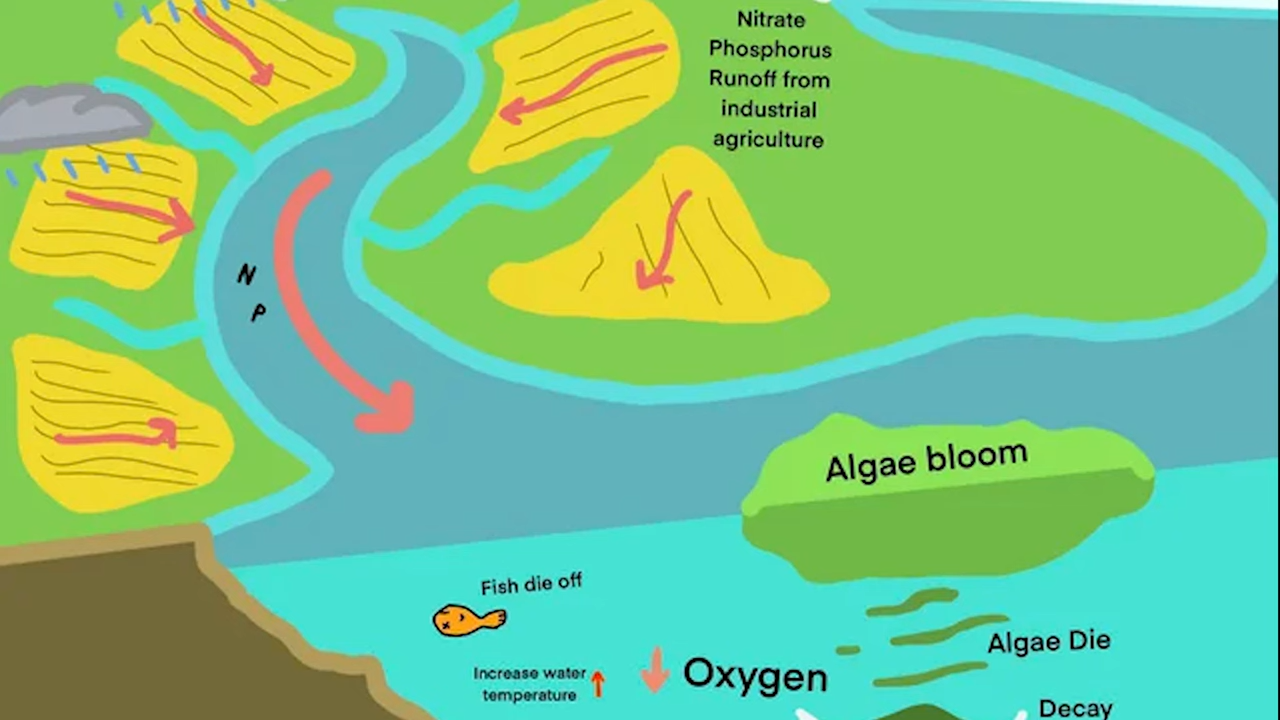 Nitrate
Phosphorus
Runoff from
industrial
agriculture
N
P
Algae bloom
Fish die off
Increase water
temperature
Oxygen
Algae Die
Decay